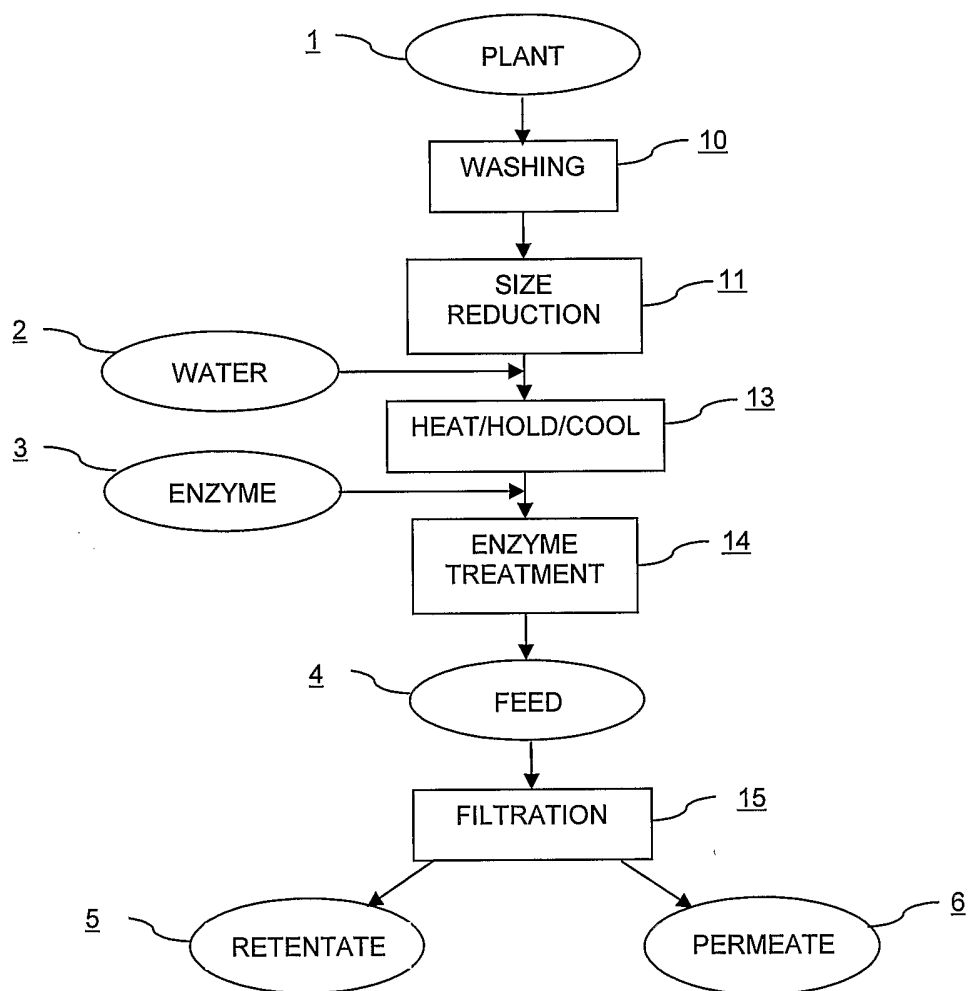 1
PLANT
10
WASHING
11
SIZE
REDUCTION
2
WATER
13
HEAT/HOLD/COOL
3
ENZYME
14
ENZYME
TREATMENT
4
FEED
15
FILTRATION
5
RETENTATE
6
PERMEATE